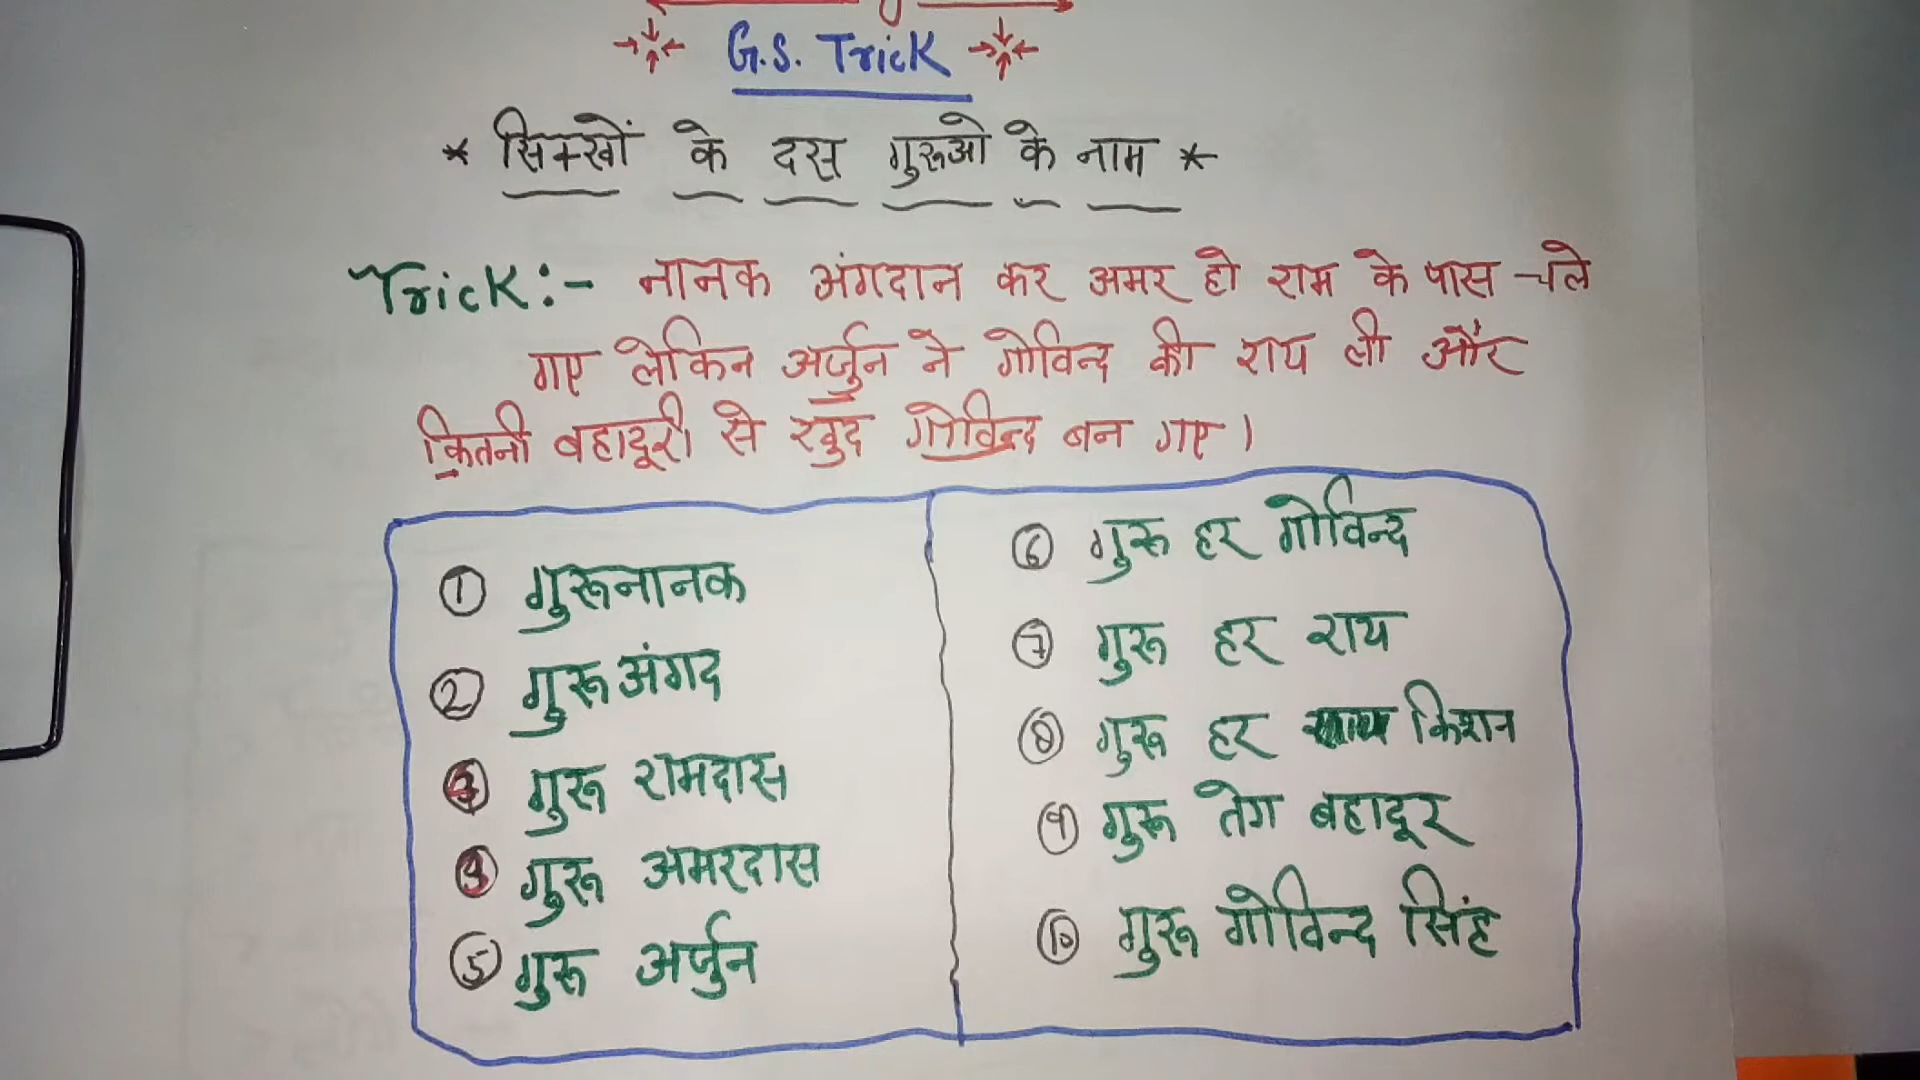 G.S. Trick
* सिक्खों के दस गुरूओ के नाम *
Trick:- नानक अंगदान कर अमर हो राम के पास चले
गए लेकिन अर्जुन ने गोविन्द की राय ली और
कितनी बहादूरी से खुद गोविन्द बन गए।
① गुरूनानक
② गुरू अंगद
③ गुरू रामदास
④ गुरू अमरदास
⑤ गुरू अर्जुन
⑥ गुरू हर गोविन्द
⑦ गुरू हर राय
⑧ गुरू हर किशन
⑨ गुरू तेग बहादूर
⑩ गुरू गोविन्द सिंह